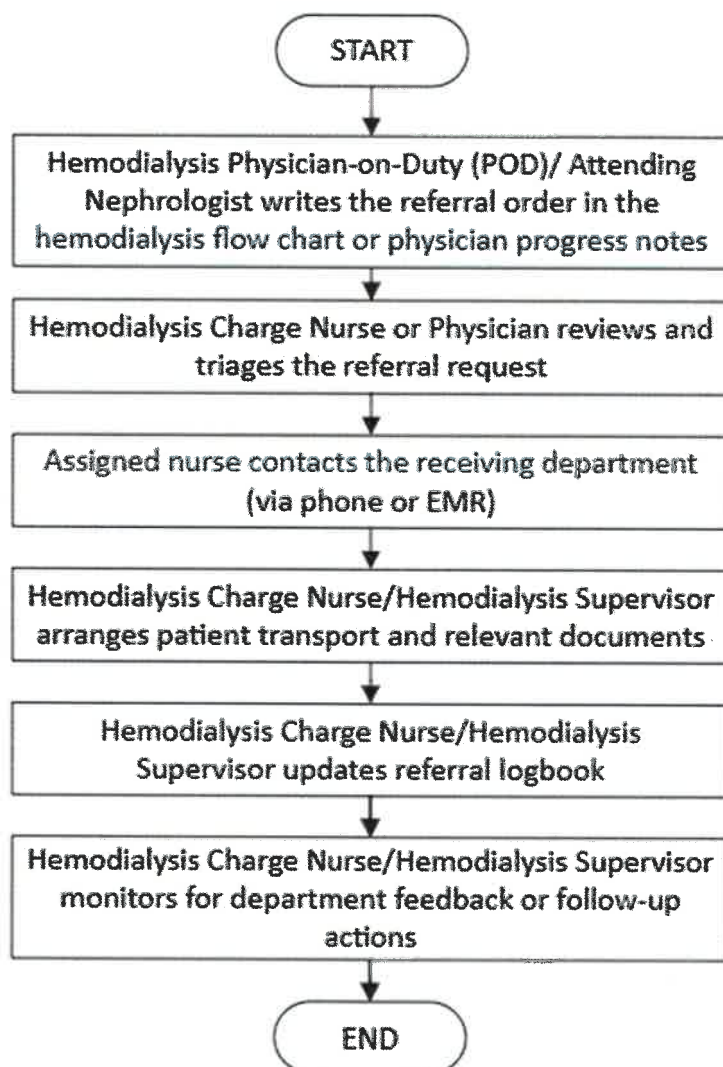 START
Hemodialysis Physician-on-Duty (POD)/ Attending
Nephrologist writes the referral order in the
hemodialysis flow chart or physician progress notes
Hemodialysis Charge Nurse or Physician reviews and
triages the referral request
Assigned nurse contacts the receiving department
(via phone or EMR)
Hemodialysis Charge Nurse/Hemodialysis Supervisor
arranges patient transport and relevant documents
Hemodialysis Charge Nurse/Hemodialysis
Supervisor updates referral logbook
Hemodialysis Charge Nurse/Hemodialysis Supervisor
monitors for department feedback or follow-up
actions
END